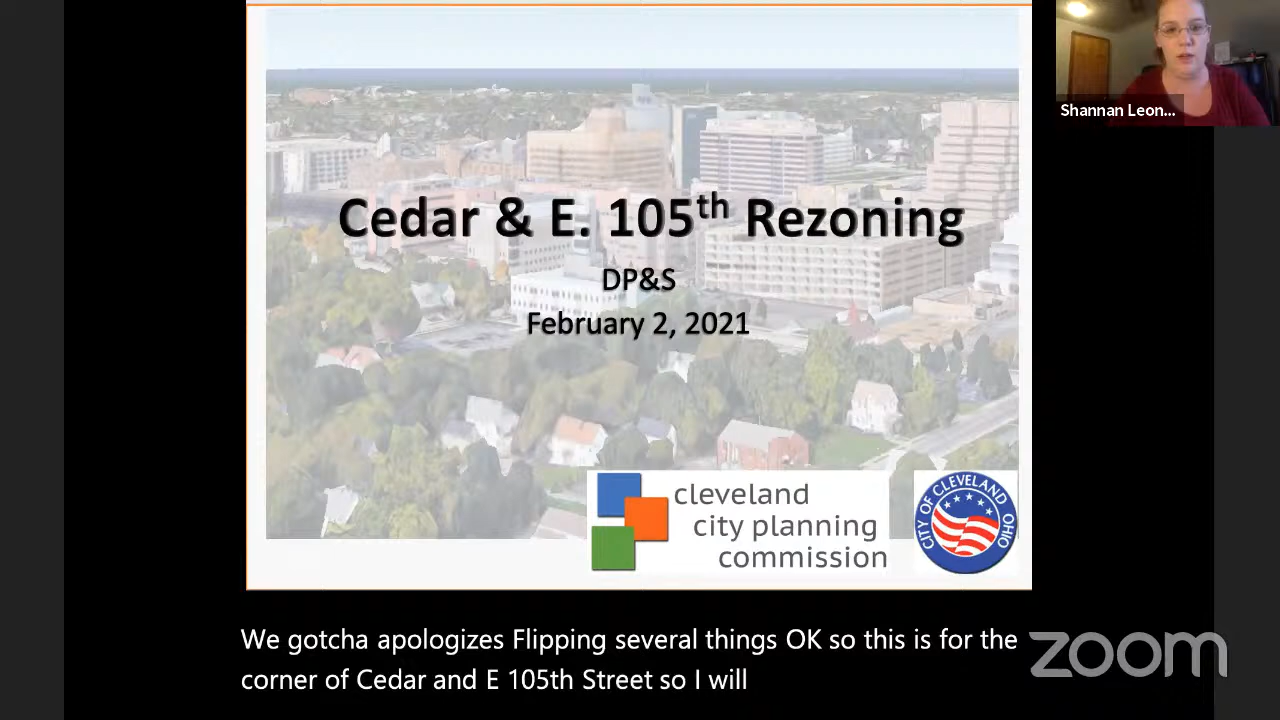 Shannan Leon...
Cedar & E. 105th Rezoning
DP&S
February 2, 2021
cleveland
city planning
commission
CITY OF CLEVELAND OHIO
We gotcha apologizes Flipping several things OK so this is for the
corner of Cedar and E 105th Street so I will
zoom